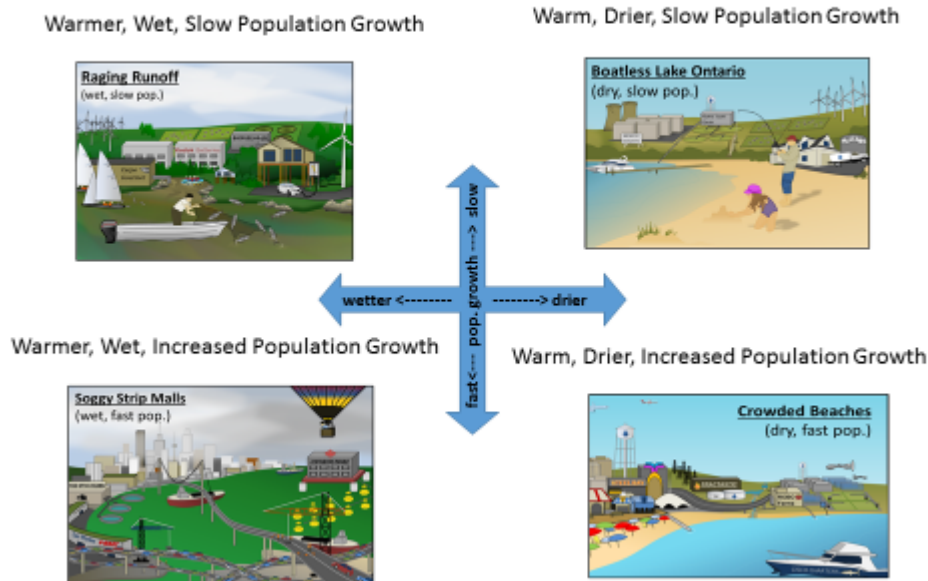 Warmer, Wet, Slow Population Growth
Warm, Drier, Slow Population Growth
Raging Runoff
(wet, slow pop.)
Boatless Lake Ontario
(dry, slow pop.)
fast<--- pop. growth ---> slow
wetter <-------- --------> drier
Warmer, Wet, Increased Population Growth
Warm, Drier, Increased Population Growth
Soggy Strip Malls
(wet, fast pop.)
Crowded Beaches
(dry, fast pop.)